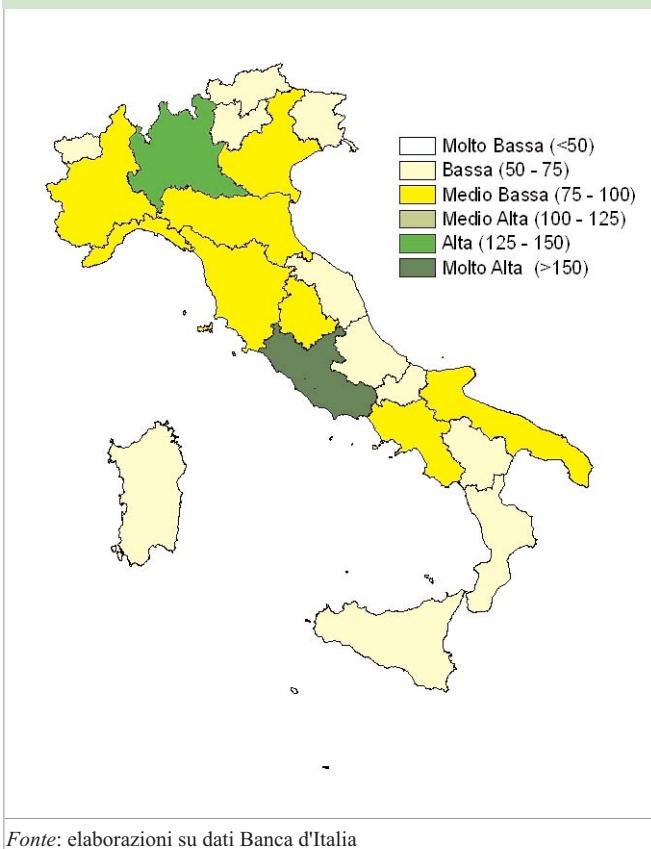 Molto Bassa (<50)
Bassa (50 - 75)
Medio Bassa (75 - 100)
Medio Alta (100 - 125)
Alta (125 - 150)
Molto Alta (>150)
Fonte: elaborazioni su dati Banca d'Italia